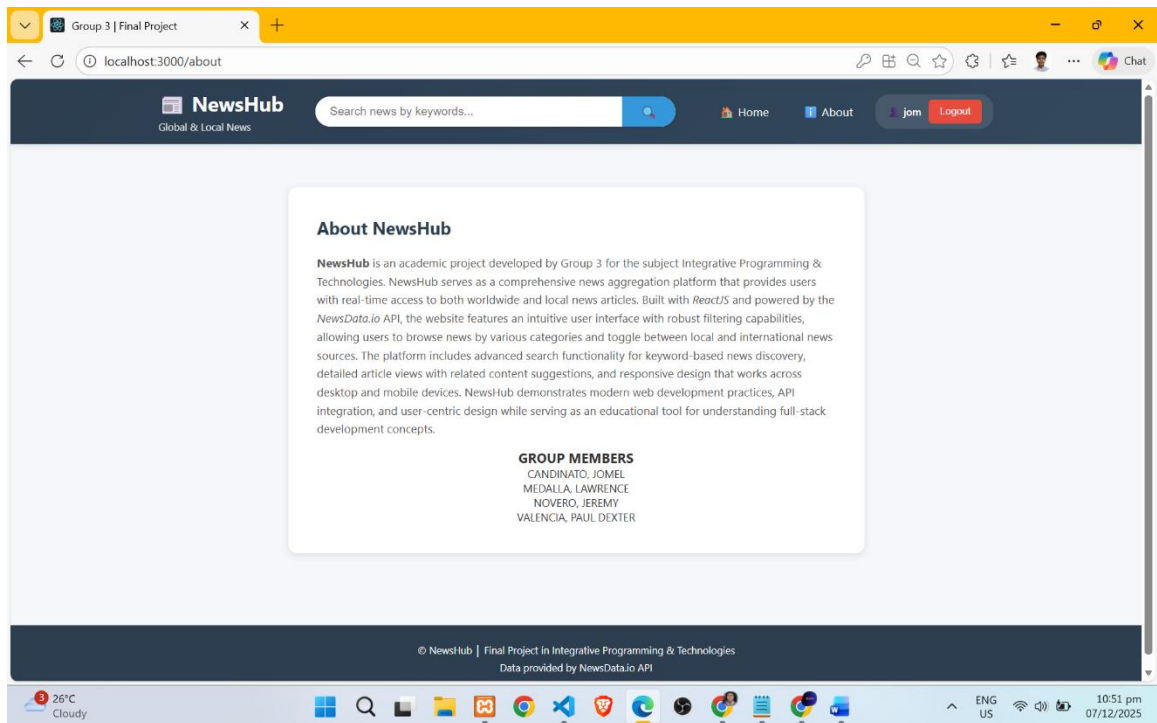 Group 3 | Final Project
localhost:3000/about
Chat
NewsHub
Global & Local News
Search news by keywords...
Home
About
jom
Logout
About NewsHub
NewsHub is an academic project developed by Group 3 for the subject Integrative Programming &
Technologies. NewsHub serves as a comprehensive news aggregation platform that provides users
with real-time access to both worldwide and local news articles. Built with ReactJS and powered by the
NewsData.io API, the website features an intuitive user interface with robust filtering capabilities,
allowing users to browse news by various categories and toggle between local and international news
sources. The platform includes advanced search functionality for keyword-based news discovery,
detailed article views with related content suggestions, and responsive design that works across
desktop and mobile devices. NewsHub demonstrates modern web development practices, API
integration, and user-centric design while serving as an educational tool for understanding full-stack
development concepts.
GROUP MEMBERS
CANDINATO, JOMEL
MEDALLA, LAWRENCE
NOVERO, JEREMY
VALENCIA, PAUL DEXTER
© NewsHub | Final Project in Integrative Programming & Technologies
Data provided by NewsData.io API
3
26°C
Cloudy
ENG
US
10:51 pm
07/12/2025